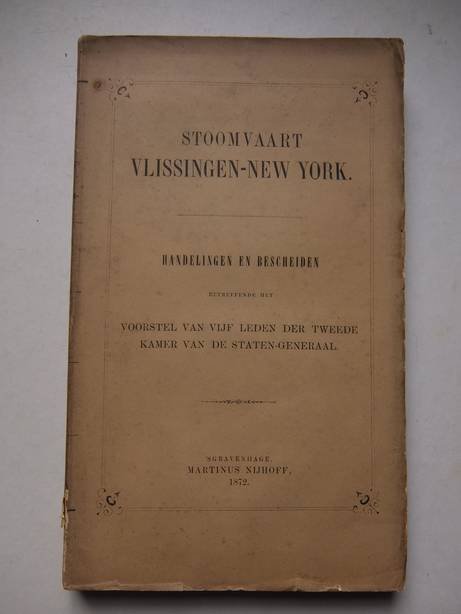 STOOMVAART
VLISSINGEN-NEW YORK.
HANDELINGEN EN BESCHEIDEN
BETREFFENDE HET
VOORSTEL VAN VIJF LEDEN DER TWEEDE
KAMER VAN DE STATEN-GENERAAL.
'SGRAVENHAGE,
MARTINUS NIJHOFF,
1872.